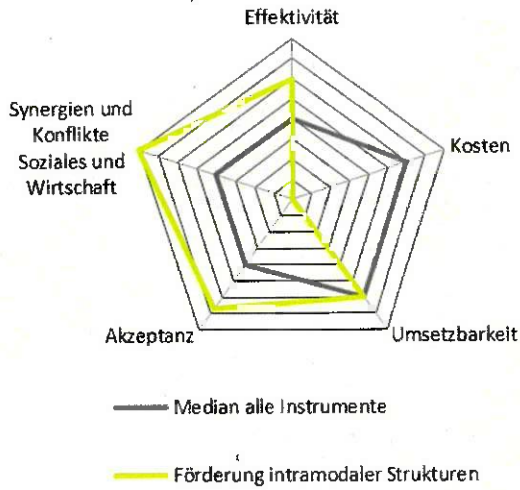 Effektivität
Synergien und
Konflikte
Soziales und
Wirtschaft
Kosten
Akzeptanz
Umsetzbarkeit
Median alle Instrumente
Förderung intramodaler Strukturen